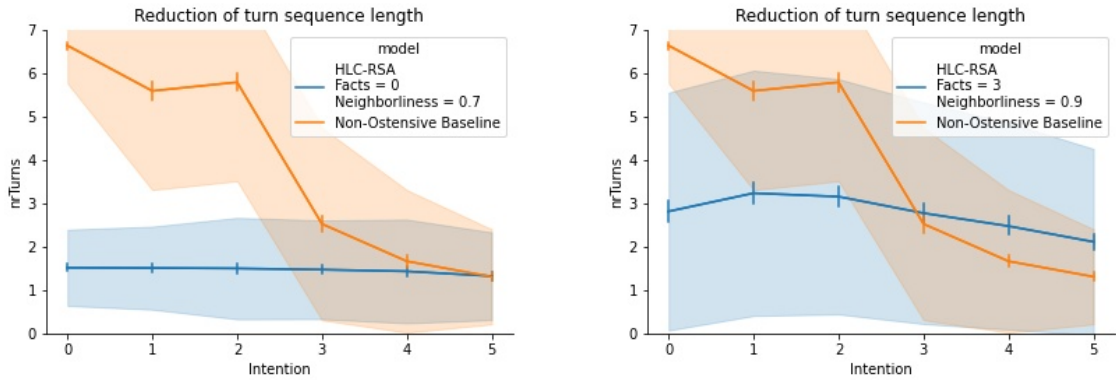 Reduction of turn sequence length
7
6
5
4
3
2
1
0
nrTurns
model
HLC-RSA
Facts = 0
Neighborliness = 0.7
Non-Ostensive Baseline
0 1 2 3 4 5
Intention
Reduction of turn sequence length
7
6
5
4
3
2
1
0
nrTurns
model
HLC-RSA
Facts = 3
Neighborliness = 0.9
Non-Ostensive Baseline
0 1 2 3 4 5
Intention